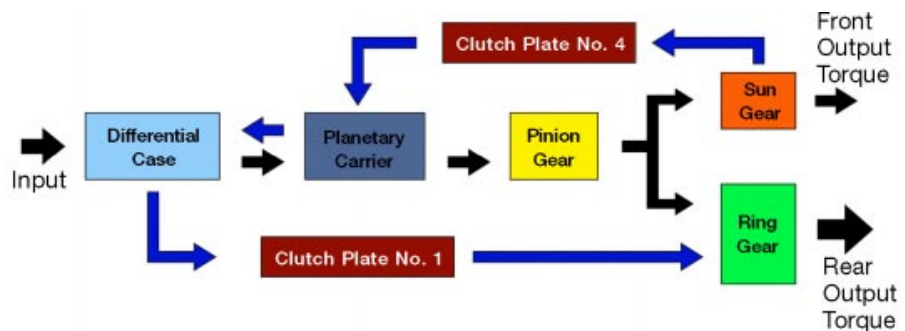 Clutch Plate No. 4
Front
Output
Torque
Sun
Gear
Input
Differential
Case
Planetary
Carrier
Pinion
Gear
Ring
Gear
Clutch Plate No. 1
Rear
Output
Torque